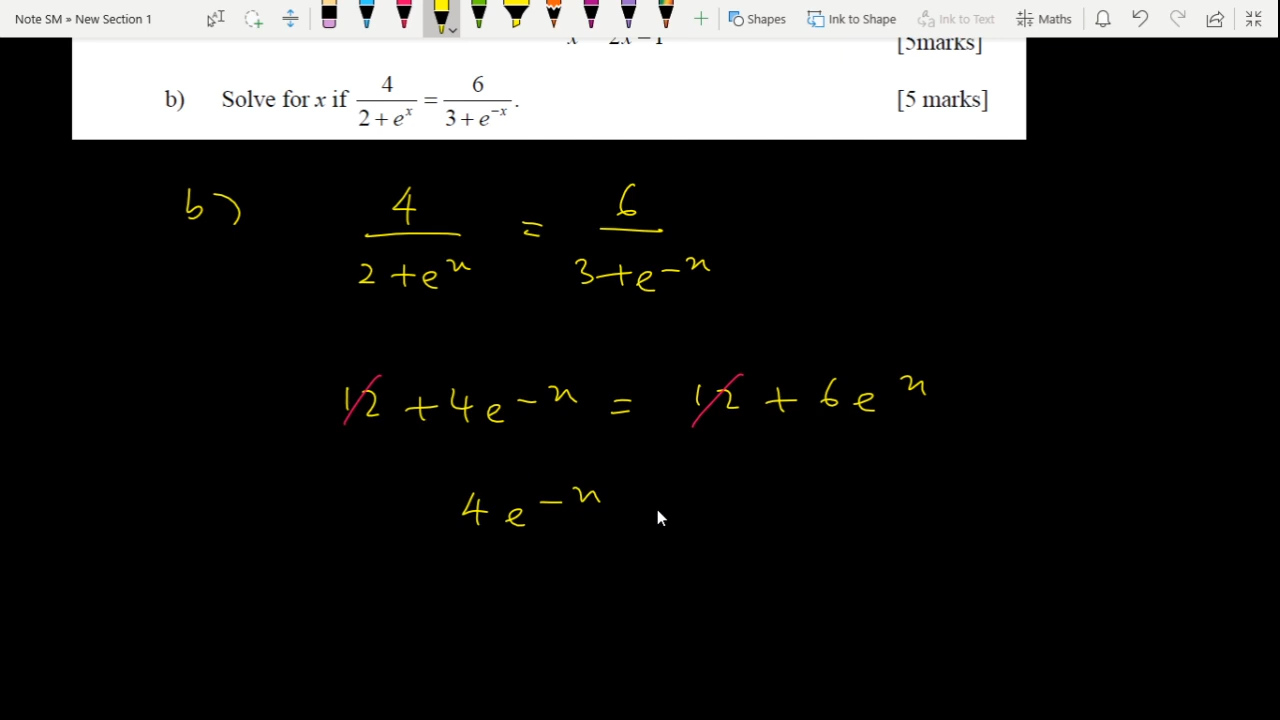 Note SM » New Section 1
Shapes Ink to Shape Ink to Text Maths
[5marks]
b) Solve for x if 4/(2 + e^x) = 6/(3 + e^-x). [5 marks]
b) 4/(2 + e^x) = 6/(3 + e^-x)
12 + 4e^-x = 12 + 6e^x
4e^-x